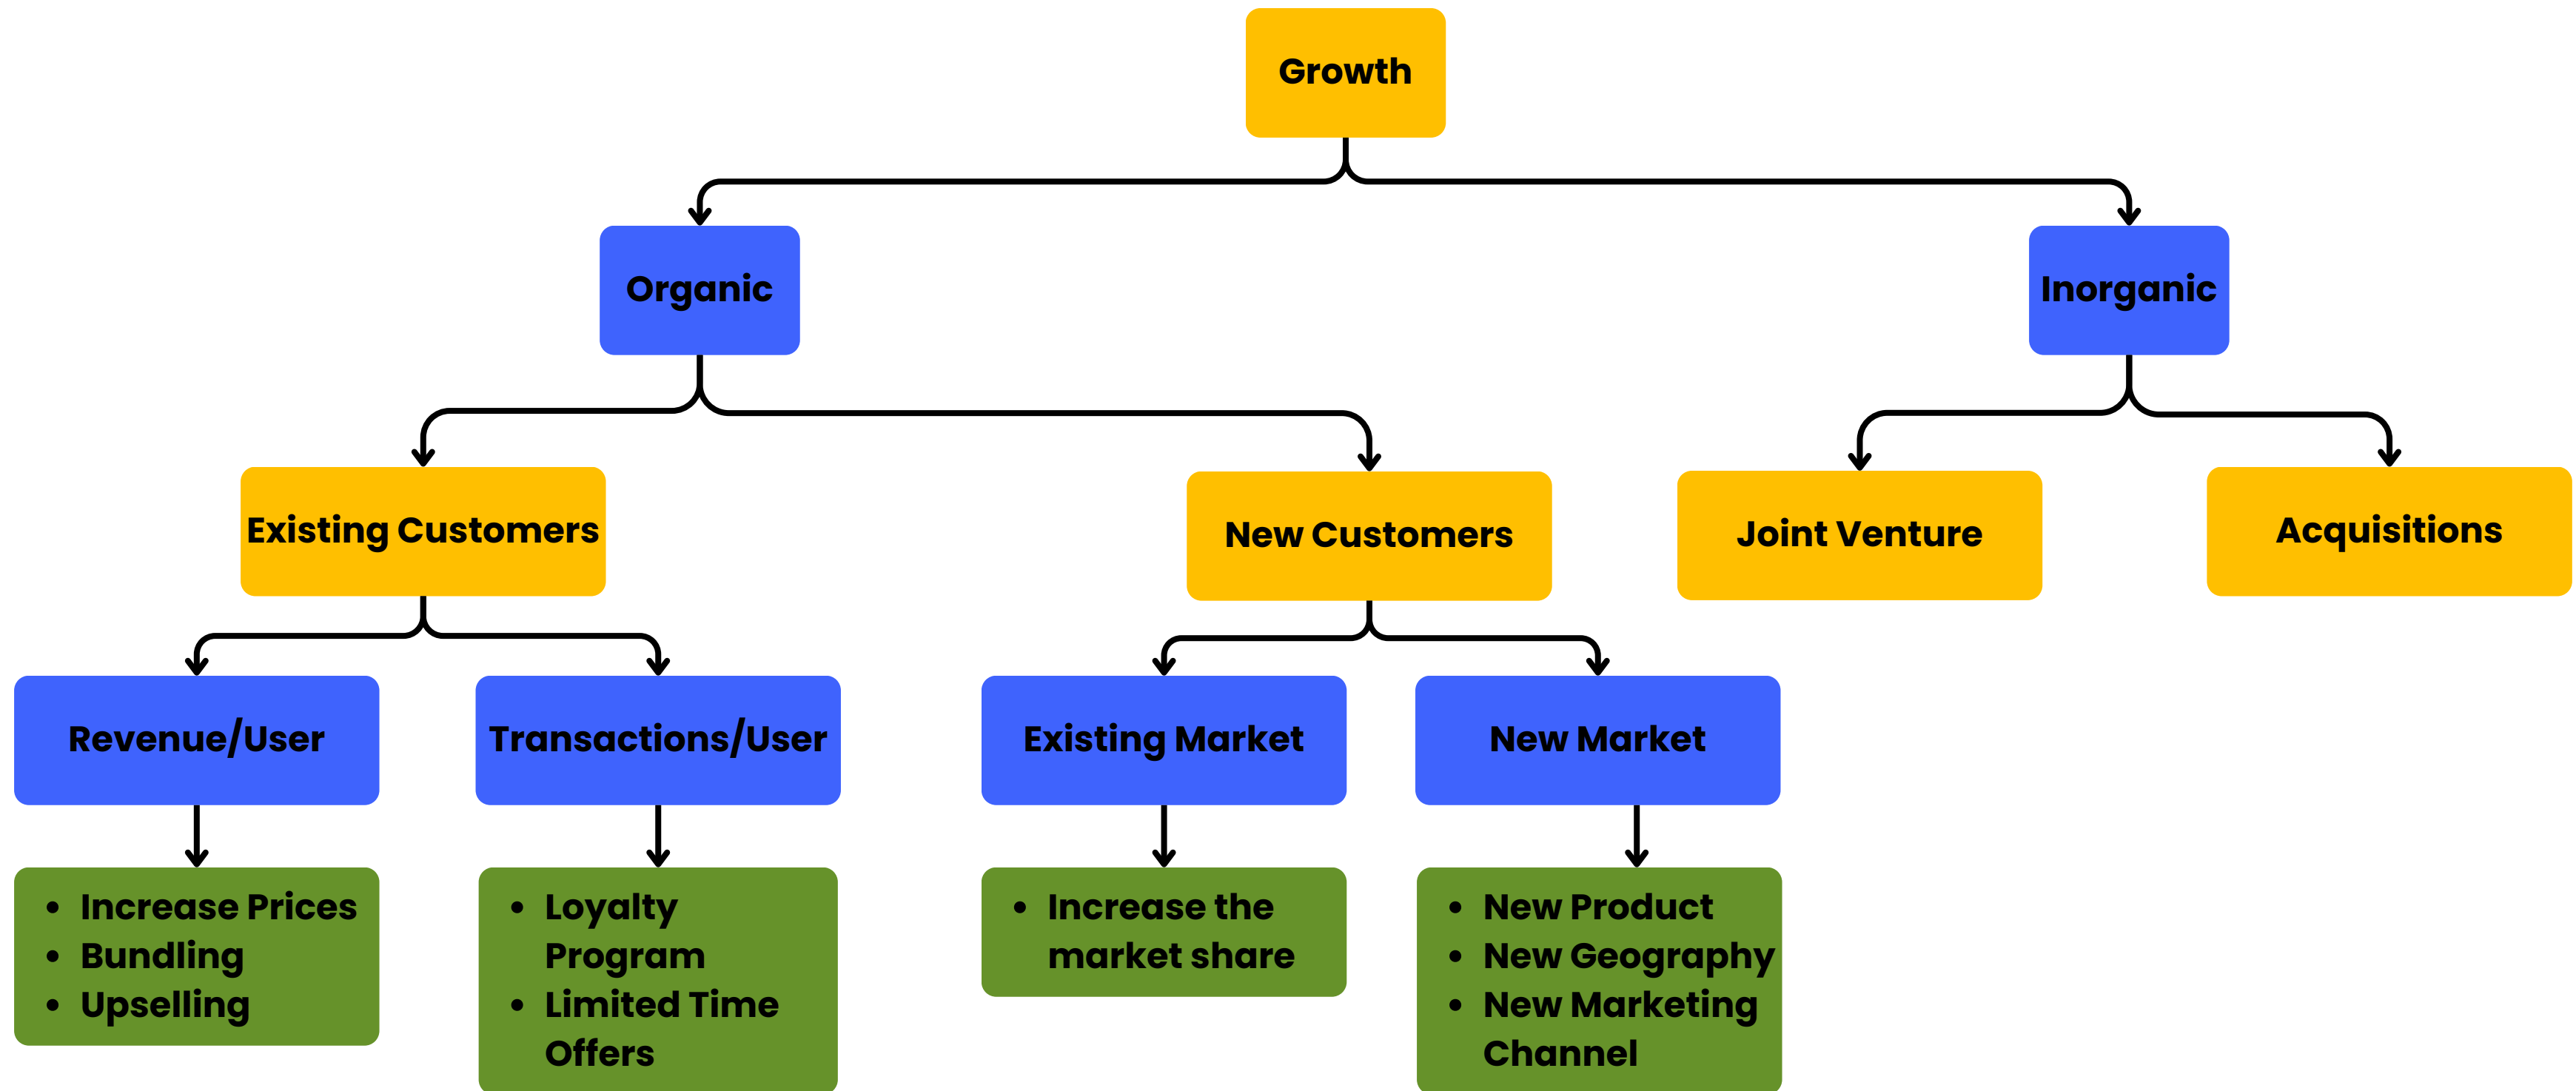 Growth
Organic
Inorganic
Existing Customers
New Customers
Joint Venture
Acquisitions
Revenue/User
Transactions/User
Existing Market
New Market
• Increase Prices
• Bundling
• Upselling
• Loyalty
Program
• Limited Time
Offers
• Increase the
market share
• New Product
• New Geography
• New Marketing
Channel